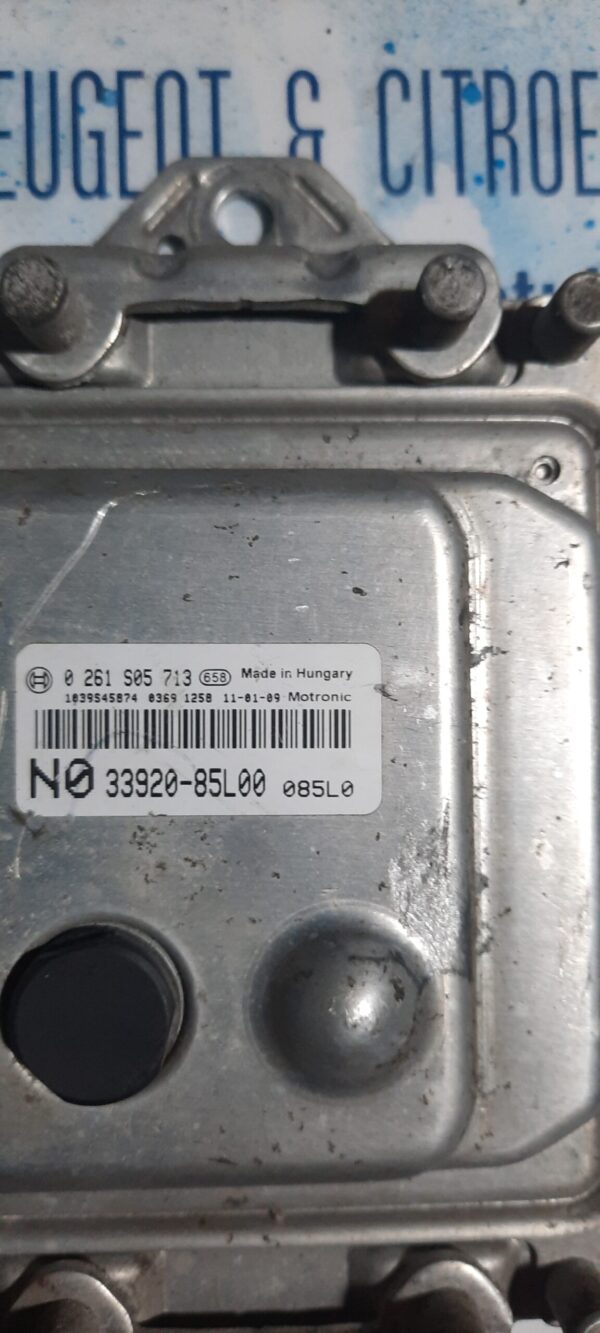 EUGEOT & CITROE
0 261 S05 713 658 Made in Hungary
1039S45874 0369 1258 11-01-09 Motronic
N0 33920-85L00 085L0